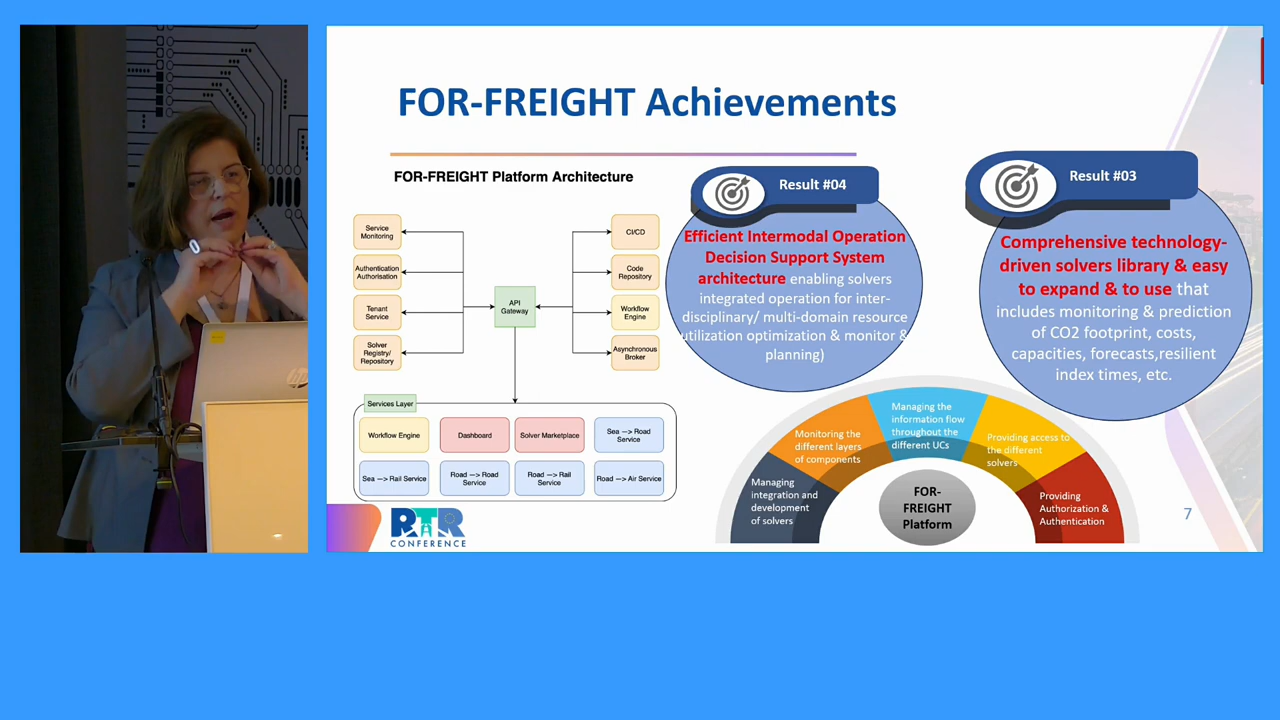 FOR-FREIGHT Achievements
FOR-FREIGHT Platform Architecture
Service
Monitoring
Authentication
Authorisation
Tenant
Service
Solver
Registry/
Repository
API
Gateway
CI/CD
Code
Repository
Workflow
Engine
Asynchronous
Broker
Services Layer
Workflow Engine
Dashboard
Solver Marketplace
Sea —> Road
Service
Sea —> Rail Service
Road —> Road
Service
Road —> Rail
Service
Road —> Air Service
Result #04
Efficient Intermodal Operation
Decision Support System
architecture enabling solvers
integrated operation for inter-
disciplinary/ multi-domain resource
utilization optimization & monitor &
planning)
Result #03
Comprehensive technology-
driven solvers library & easy
to expand & to use that
includes monitoring & prediction
of CO2 footprint, costs,
capacities, forecasts,resilient
index times, etc.
Managing
integration and
development
of solvers
Monitoring the
different layers
of components
Managing the
information flow
throughout the
different UCs
Providing access to
the different
solvers
Providing
Authorization &
Authentication
FOR-
FREIGHT
Platform
RTR
CONFERENCE
7
hp